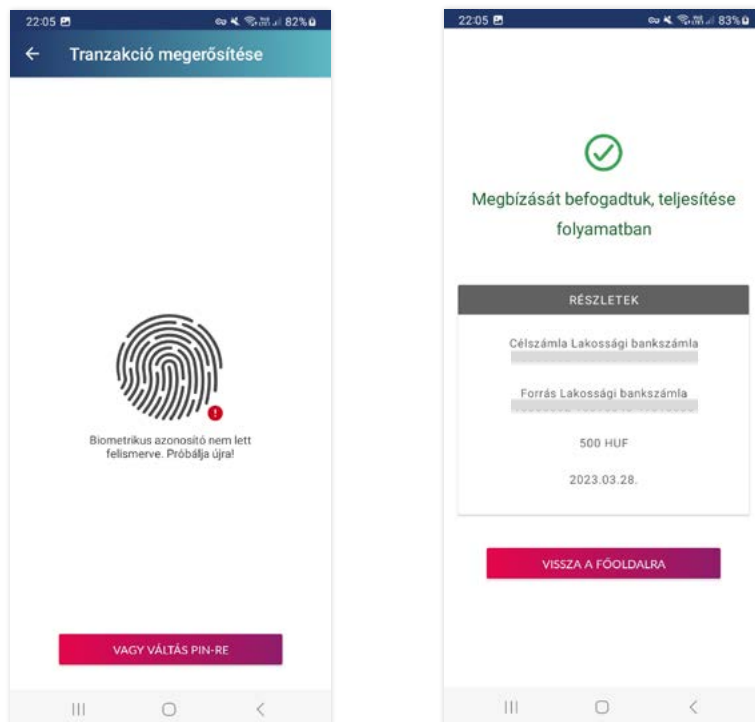 22:05
82%
Tranzakció megerősítése
Biometrikus azonosító nem lett
felismerve. Próbálja újra!
VAGY VÁLTÁS PIN-RE
22:05
83%
Megbízását befogadtuk, teljesítése
folyamatban
RÉSZLETEK
Célszámla Lakossági bankszámla
Forrás Lakossági bankszámla
500 HUF
2023.03.28.
VISSZA A FŐOLDALRA